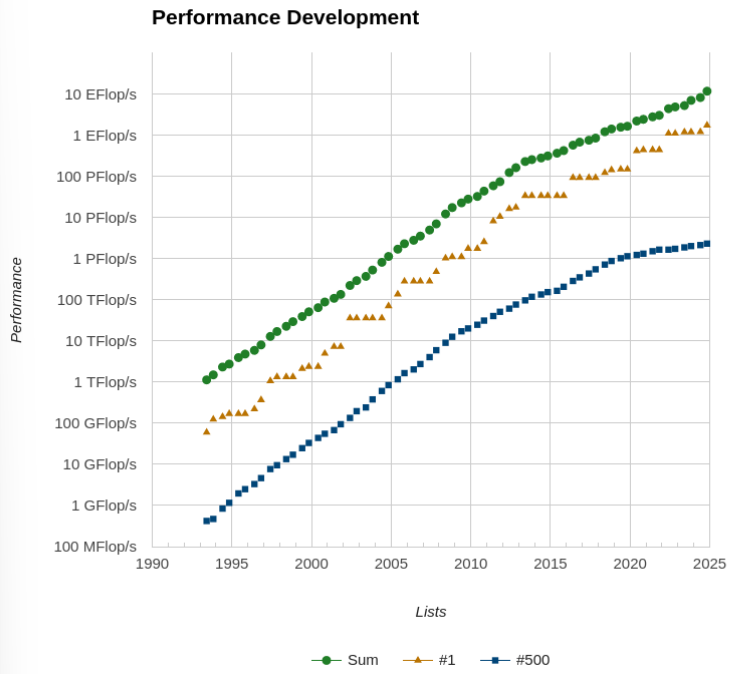 Performance Development
10 EFlop/s
1 EFlop/s
100 PFlop/s
10 PFlop/s
1 PFlop/s
100 TFlop/s
10 TFlop/s
1 TFlop/s
100 GFlop/s
10 GFlop/s
1 GFlop/s
100 MFlop/s
Performance
1990 1995 2000 2005 2010 2015 2020 2025
Lists
Sum #1 #500